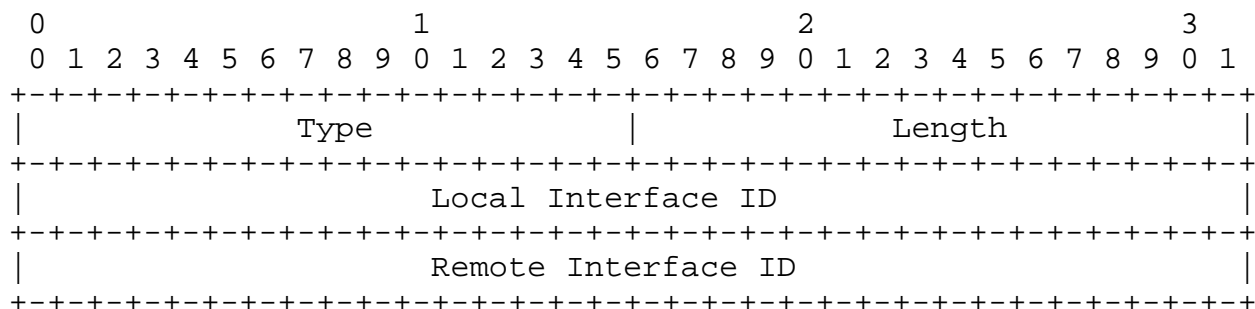 0                   1                   2                   3
 0 1 2 3 4 5 6 7 8 9 0 1 2 3 4 5 6 7 8 9 0 1 2 3 4 5 6 7 8 9 0 1
+-+-+-+-+-+-+-+-+-+-+-+-+-+-+-+-+-+-+-+-+-+-+-+-+-+-+-+-+-+-+-+-+
|              Type             |             Length            |
+-+-+-+-+-+-+-+-+-+-+-+-+-+-+-+-+-+-+-+-+-+-+-+-+-+-+-+-+-+-+-+-+
|                     Local Interface ID                        |
+-+-+-+-+-+-+-+-+-+-+-+-+-+-+-+-+-+-+-+-+-+-+-+-+-+-+-+-+-+-+-+-+
|                     Remote Interface ID                       |
+-+-+-+-+-+-+-+-+-+-+-+-+-+-+-+-+-+-+-+-+-+-+-+-+-+-+-+-+-+-+-+-+